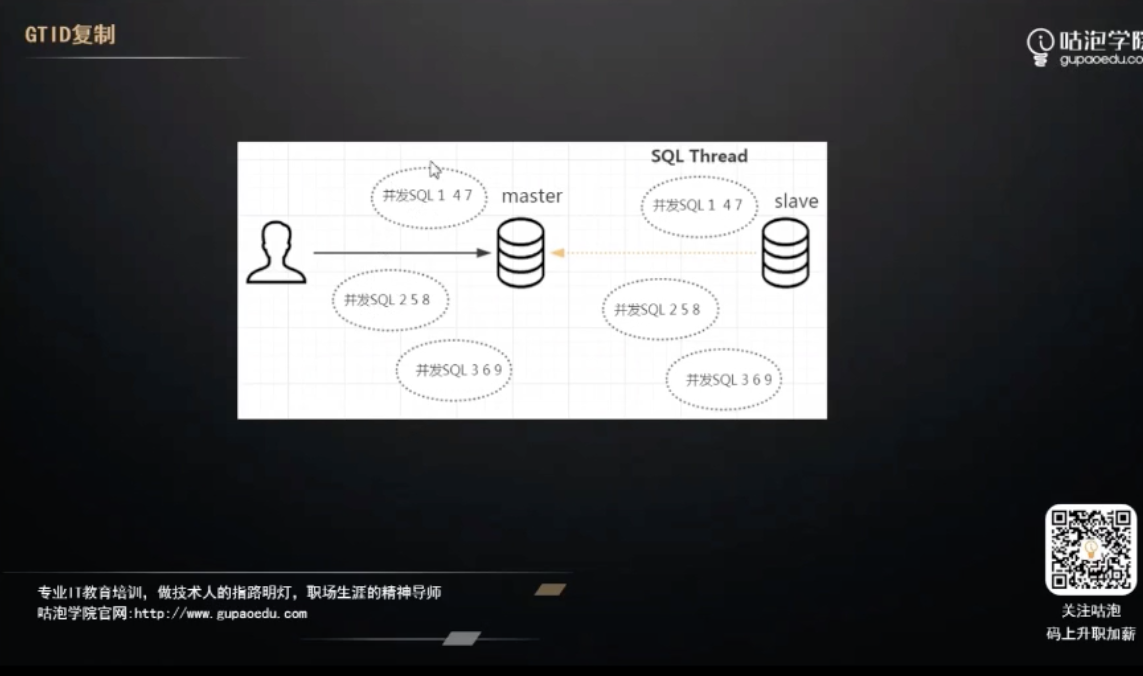 GTID复制
咕泡学院
gupaoedu.co
SQL Thread
并发SQL 1 4 7
master
并发SQL 1 4 7
slave
并发SQL 2 5 8
并发SQL 2 5 8
并发SQL 3 6 9
并发SQL 3 6 9
专业IT教育培训，做技术人的指路明灯，职场生涯的精神导师
咕泡学院官网:http://www.gupaoedu.com
关注咕泡
码上升职加薪